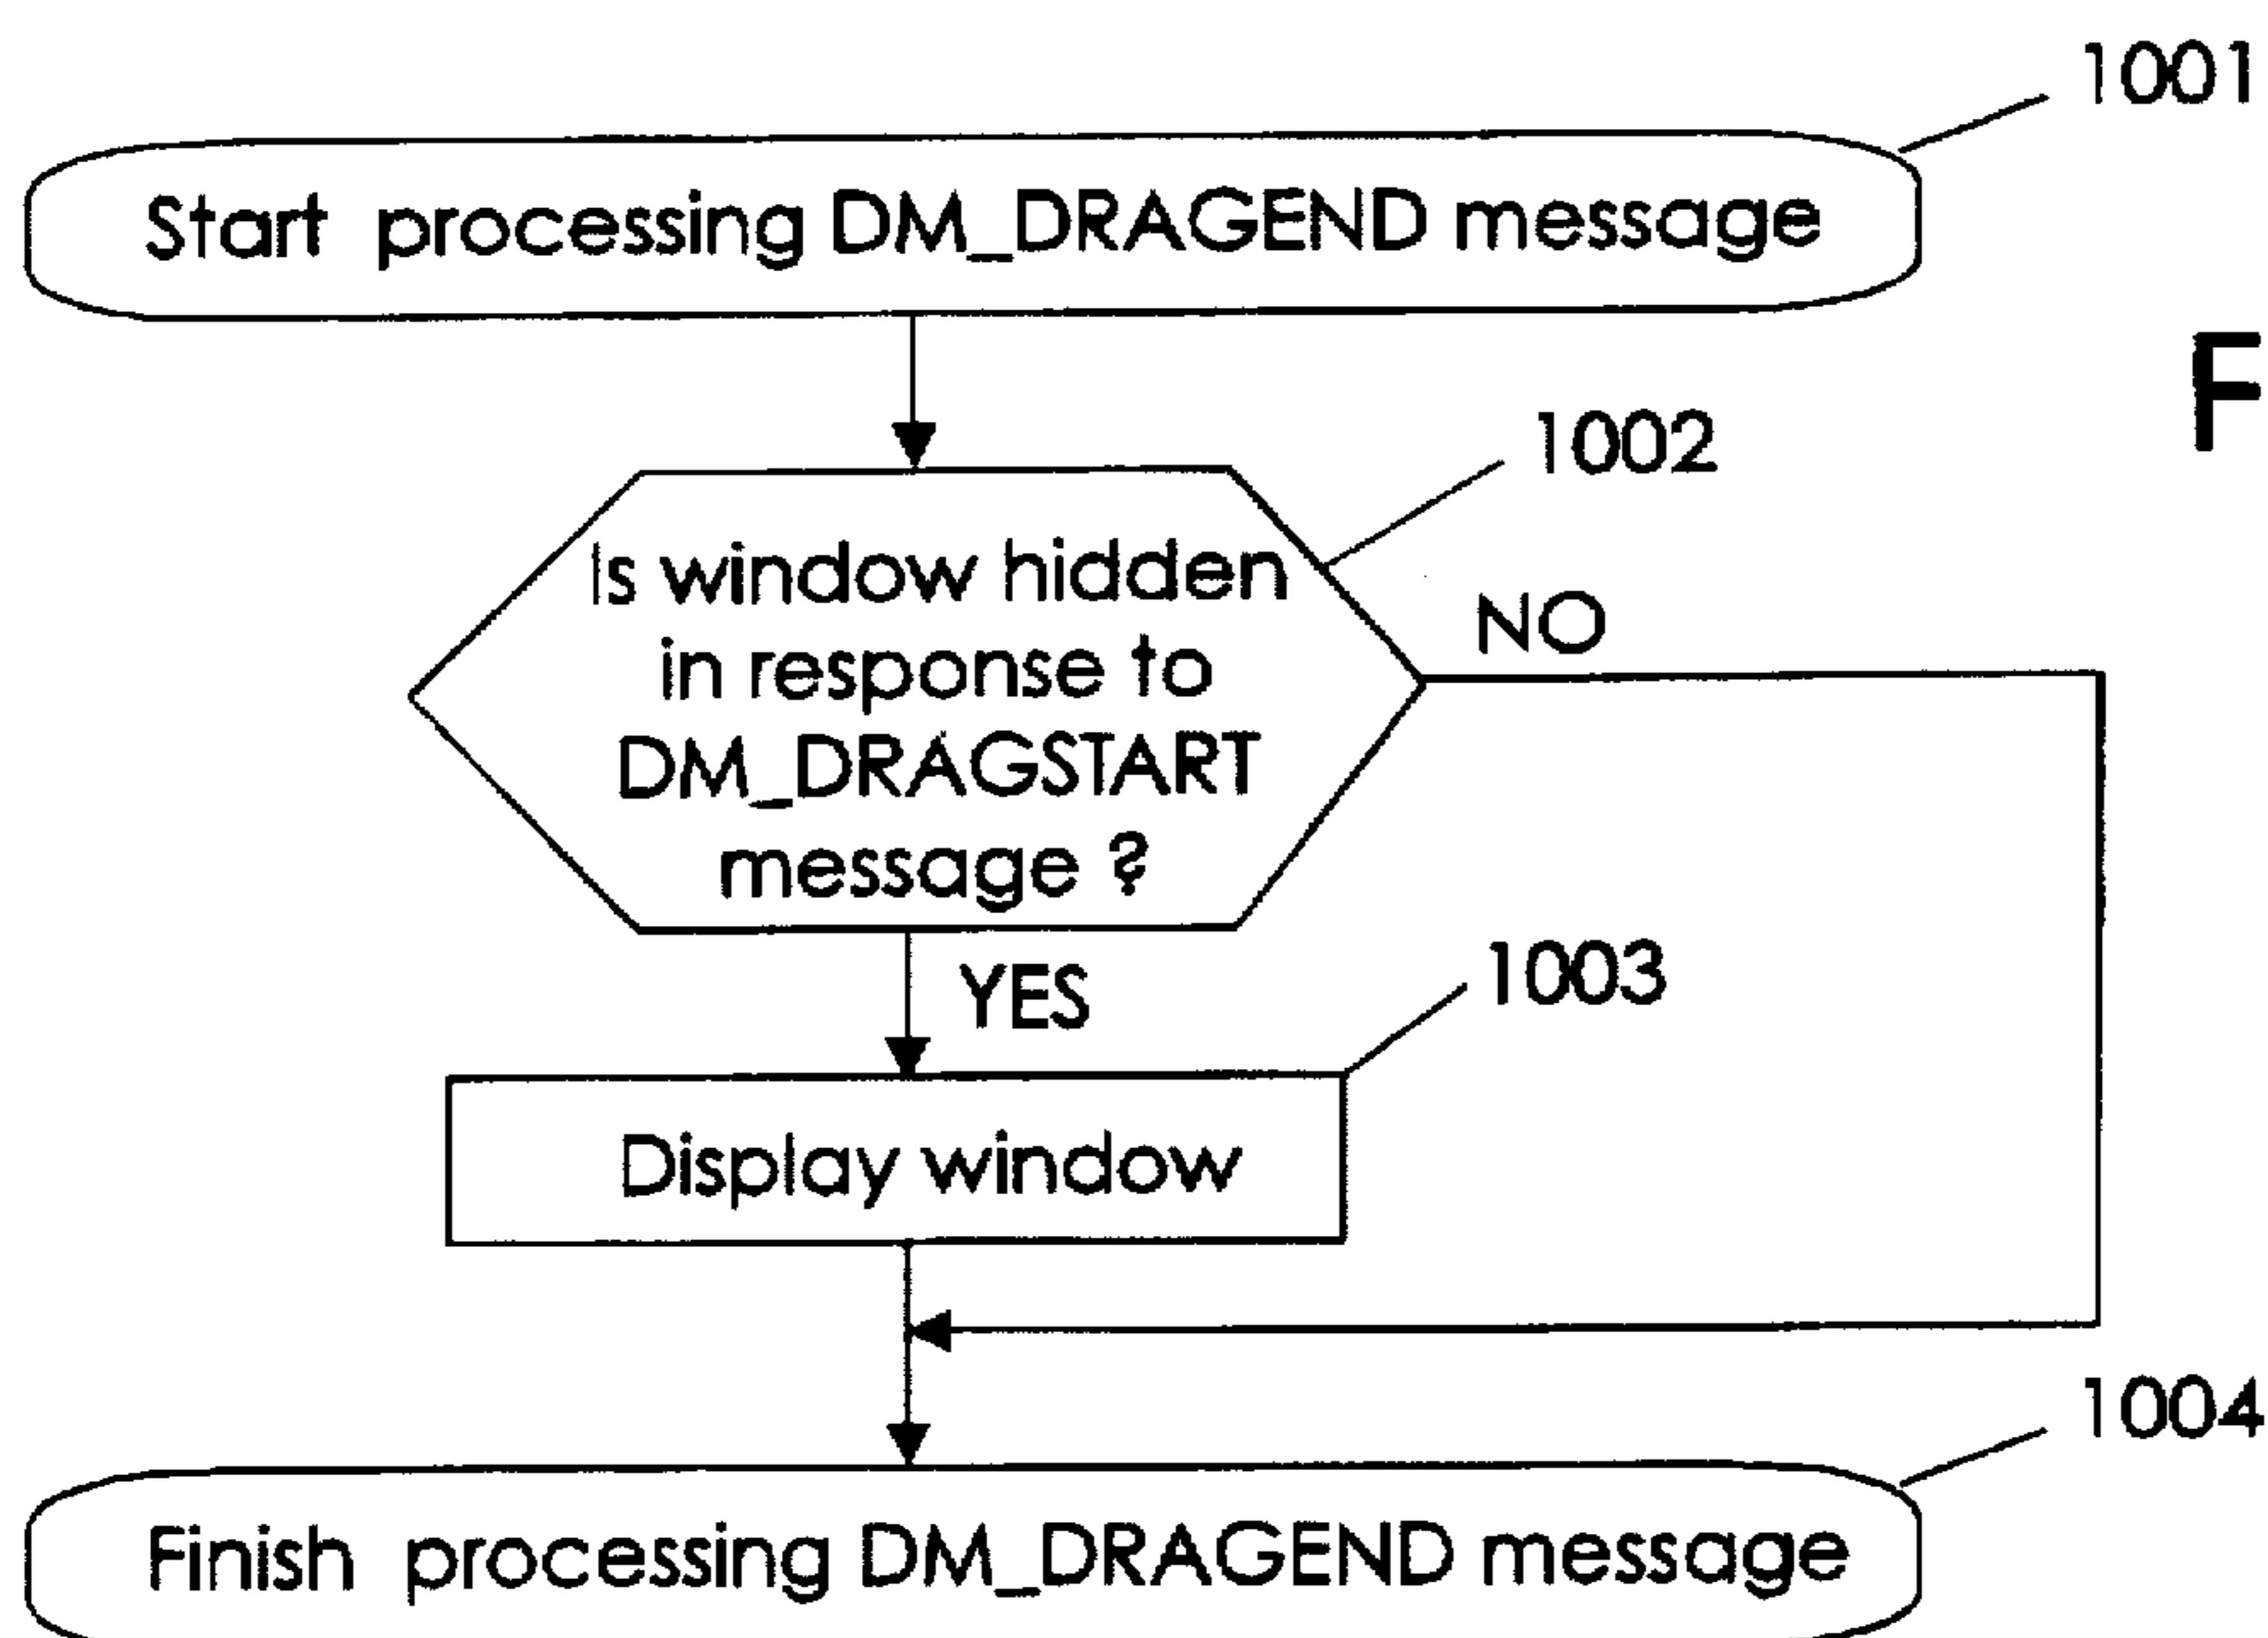 1001
Start processing DM_DRAGEND message
F
1002
Is window hidden
in response to
DM_DRAGSTART
message ?
NO
YES
1003
Display window
1004
Finish processing DM_DRAGEND message